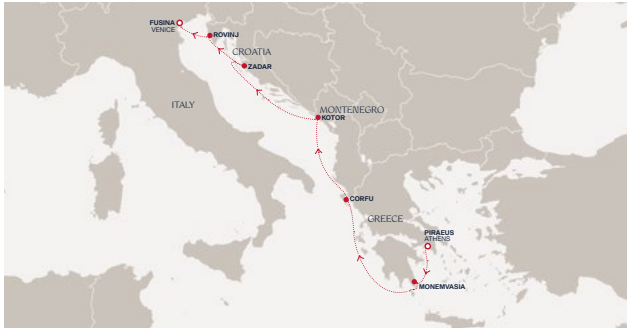 FUSINA
VENICE
ROVINJ
CROATIA
ZADAR
ITALY
MONTENEGRO
KOTOR
CORFU
GREECE
PIRAEUS
ATHENS
MONEMVASIA